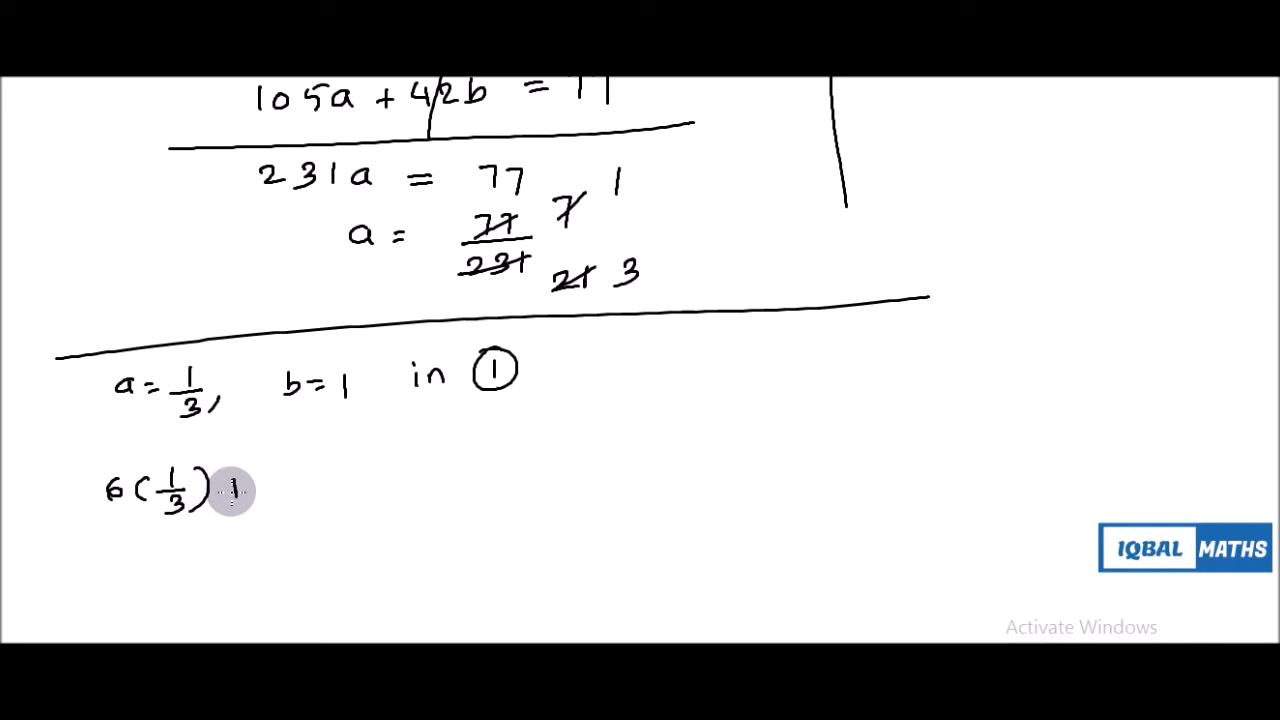 105a + 42b = 77
231a = 77 1
a = 77/231 7 21 3
a = 1/3, b = 1 in 1
6(1/3)
IQBAL MATHS
Activate Windows